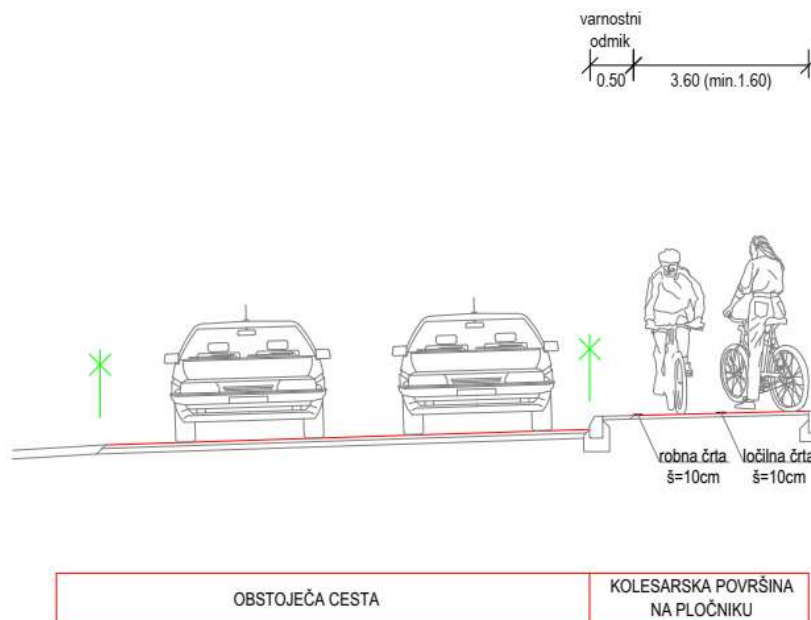 varnostni
odmik
0.50
3.60 (min.1.60)
robna črta
š=10cm
ločilna črta
š=10cm
OBSTOJEČA CESTA
KOLESARSKA POVRŠINA
NA PLOČNIKU